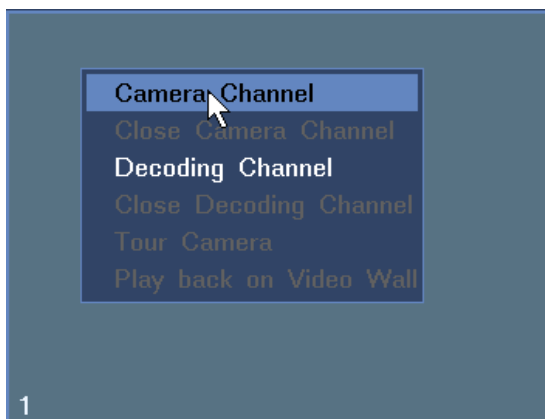 Camera Channel
Close Camera Channel
Decoding Channel
Close Decoding Channel
Tour Camera
Play back on Video Wall
1